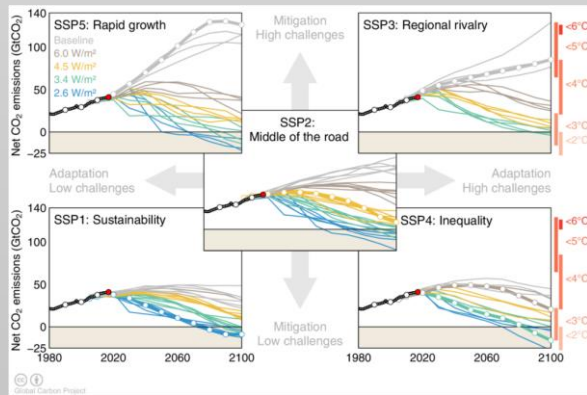 SSP5: Rapid growth
Baseline
6.0 W/m²
4.5 W/m²
3.4 W/m²
2.6 W/m²
Net CO₂ emissions (GtCO₂)
140
100
50
0
−25
Mitigation
High challenges
SSP3: Regional rivalry
<6°C
<5°C
<4°C
<3°C
<2°C
SSP2:
Middle of the road
Adaptation
Low challenges
Adaptation
High challenges
SSP1: Sustainability
Net CO₂ emissions (GtCO₂)
140
100
50
0
−25
1980
2020
2060
2100
Mitigation
Low challenges
SSP4: Inequality
1980
2020
2060
2100
<6°C
<5°C
<4°C
<3°C
<2°C
cc
Global Carbon Project